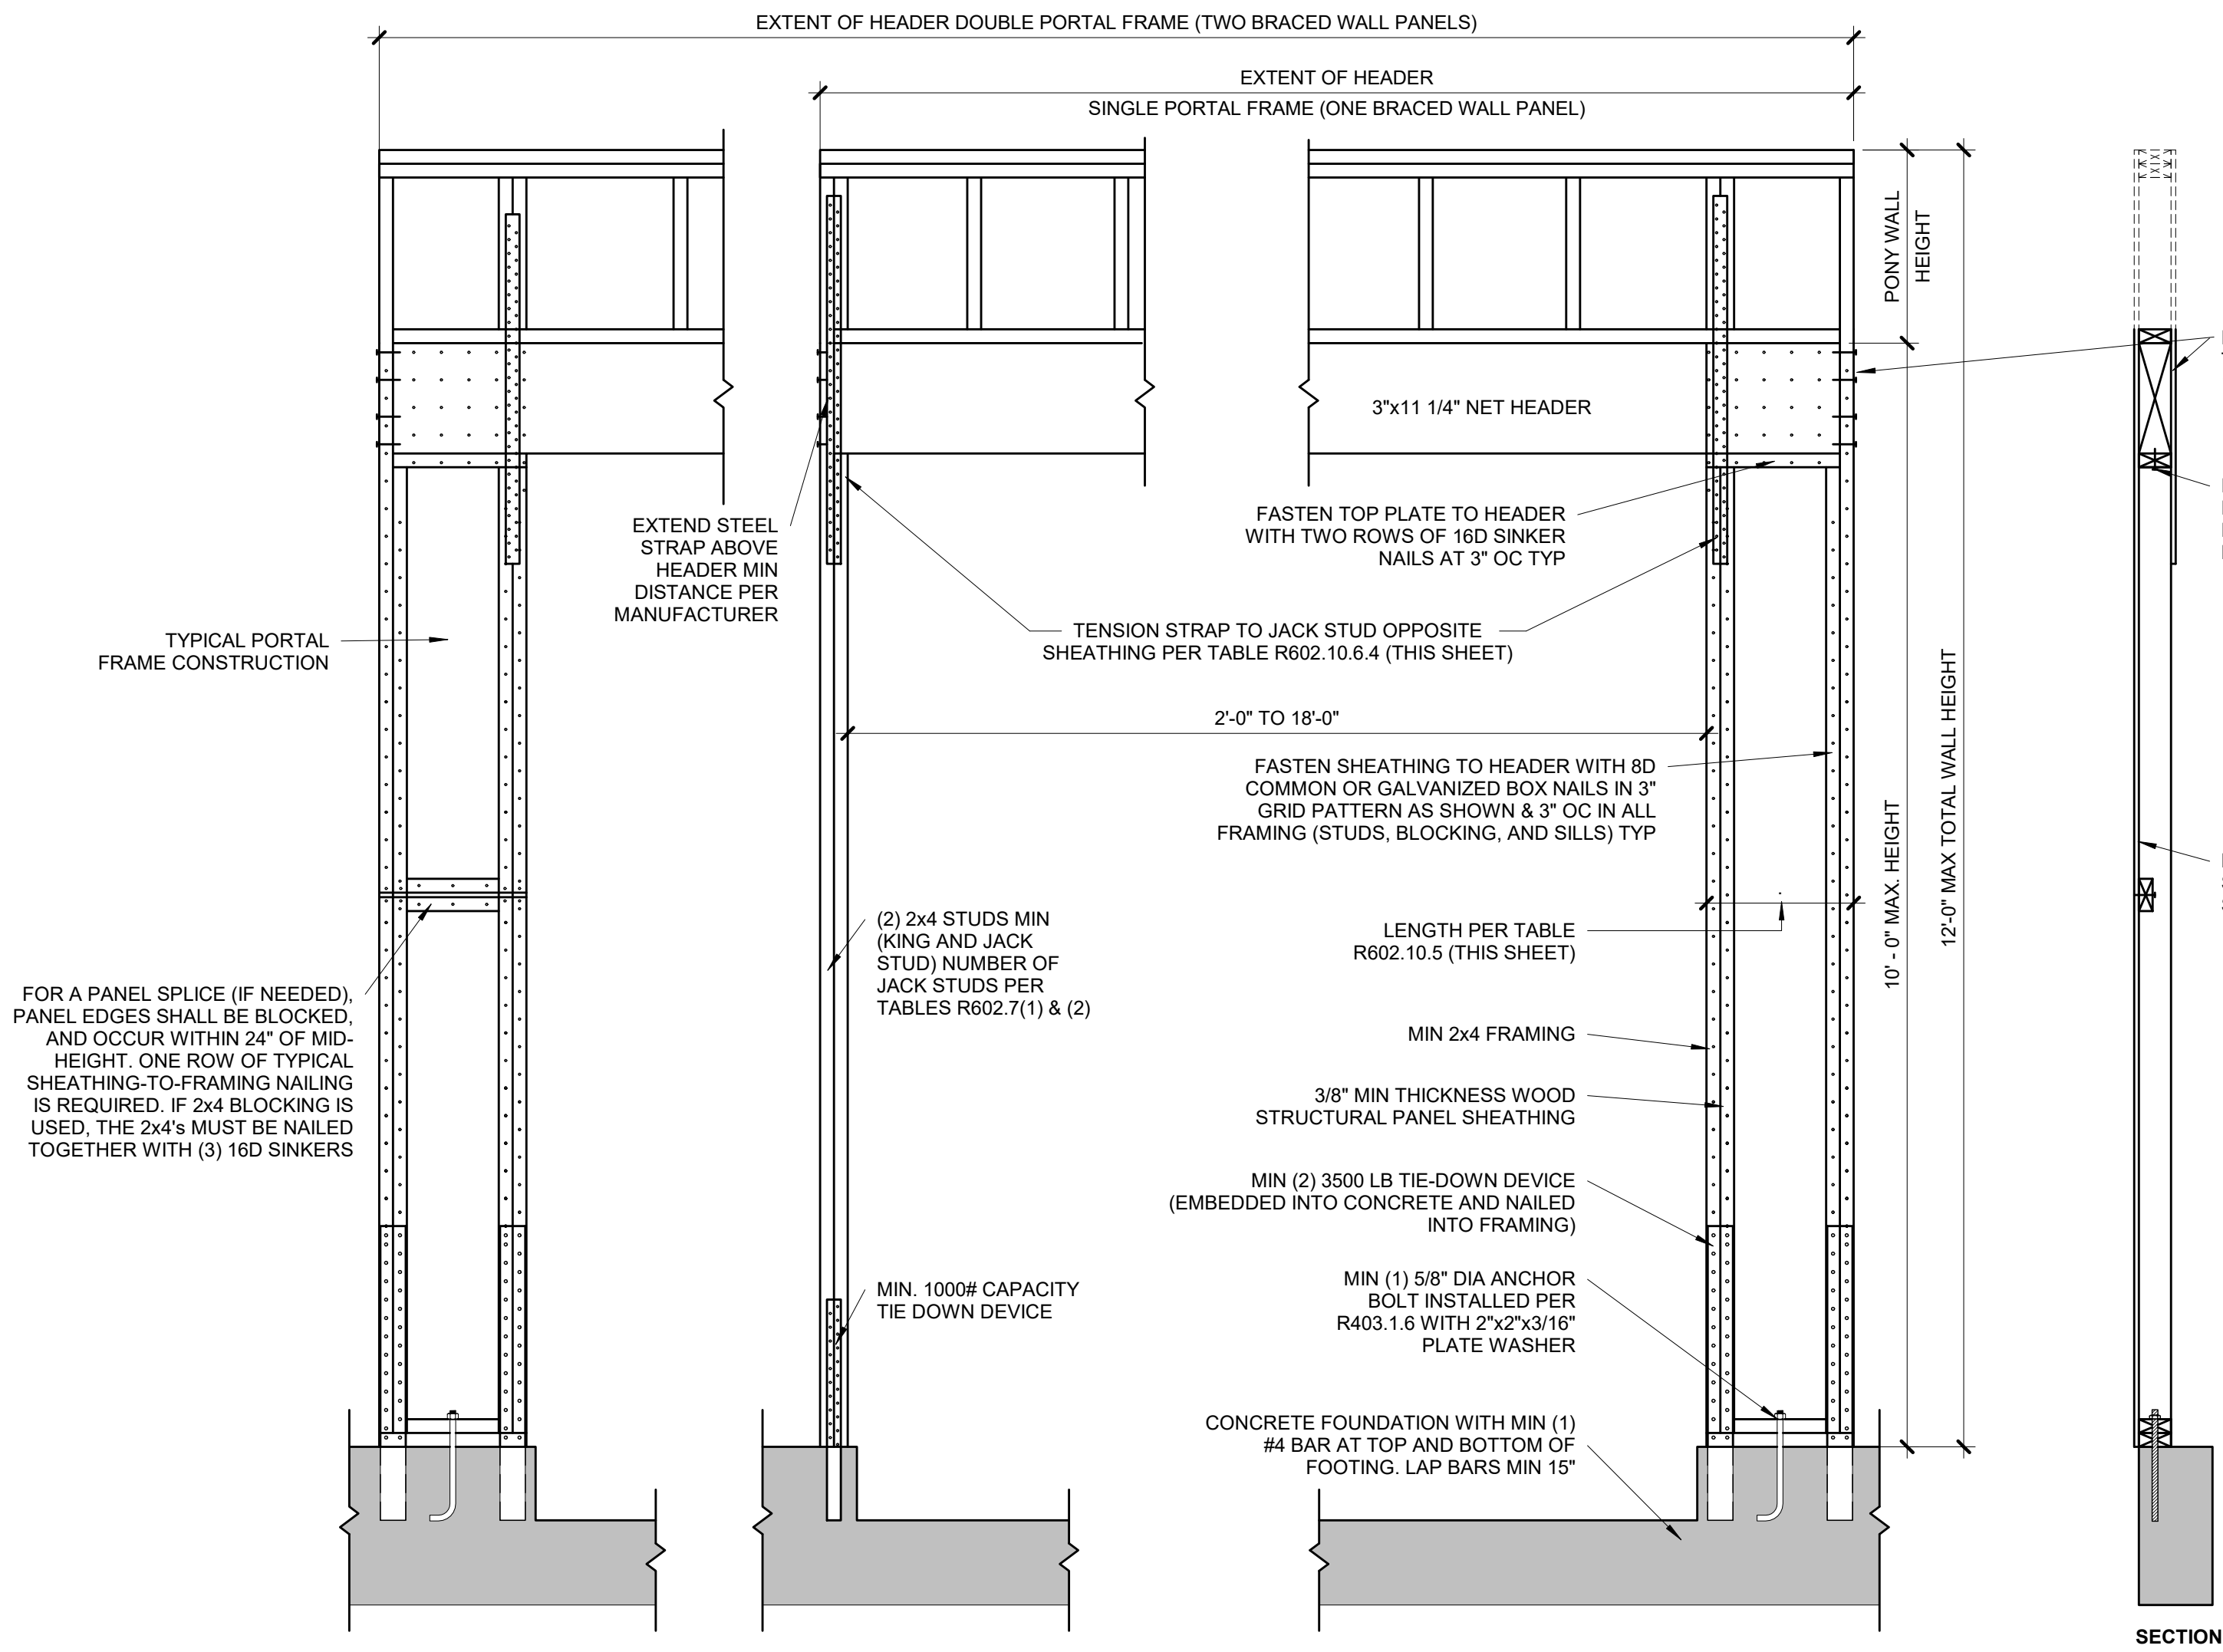 EXTENT OF HEADER DOUBLE PORTAL FRAME (TWO BRACED WALL PANELS)
EXTENT OF HEADER
SINGLE PORTAL FRAME (ONE BRACED WALL PANEL)
PONY WALL
HEIGHT
3"x11 1/4" NET HEADER
EXTEND STEEL
STRAP ABOVE
HEADER MIN
DISTANCE PER
MANUFACTURER
FASTEN TOP PLATE TO HEADER
WITH TWO ROWS OF 16D SINKER
NAILS AT 3" OC TYP
TYPICAL PORTAL
FRAME CONSTRUCTION
TENSION STRAP TO JACK STUD OPPOSITE
SHEATHING PER TABLE R602.10.6.4 (THIS SHEET)
2'-0" TO 18'-0"
FASTEN SHEATHING TO HEADER WITH 8D
COMMON OR GALVANIZED BOX NAILS IN 3"
GRID PATTERN AS SHOWN & 3" OC IN ALL
FRAMING (STUDS, BLOCKING, AND SILLS) TYP
10' - 0" MAX. HEIGHT
12'-0" MAX TOTAL WALL HEIGHT
(2) 2x4 STUDS MIN
(KING AND JACK
STUD) NUMBER OF
JACK STUDS PER
TABLES R602.7(1) & (2)
LENGTH PER TABLE
R602.10.5 (THIS SHEET)
FOR A PANEL SPLICE (IF NEEDED),
PANEL EDGES SHALL BE BLOCKED,
AND OCCUR WITHIN 24" OF MID-
HEIGHT. ONE ROW OF TYPICAL
SHEATHING-TO-FRAMING NAILING
IS REQUIRED. IF 2x4 BLOCKING IS
USED, THE 2x4's MUST BE NAILED
TOGETHER WITH (3) 16D SINKERS
MIN 2x4 FRAMING
3/8" MIN THICKNESS WOOD
STRUCTURAL PANEL SHEATHING
MIN (2) 3500 LB TIE-DOWN DEVICE
(EMBEDDED INTO CONCRETE AND NAILED
INTO FRAMING)
MIN. 1000# CAPACITY
TIE DOWN DEVICE
MIN (1) 5/8" DIA ANCHOR
BOLT INSTALLED PER
R403.1.6 WITH 2"x2"x3/16"
PLATE WASHER
CONCRETE FOUNDATION WITH MIN (1)
#4 BAR AT TOP AND BOTTOM OF
FOOTING. LAP BARS MIN 15"
SECTION